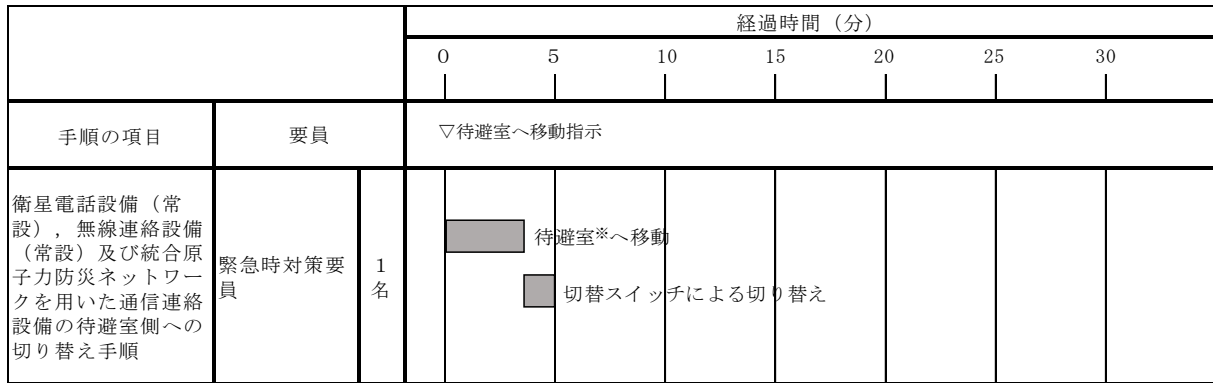 経過時間（分）
0 5 10 15 20 25 30
手順の項目 要員 ▽待避室へ移動指示
衛星電話設備（常
設），無線連絡設備
（常設）及び統合原
子力防災ネットワー
クを用いた通信連絡
設備の待避室側への
切り替え手順
緊急時対策要
員
1
名
待避室※へ移動
切替スイッチによる切り替え